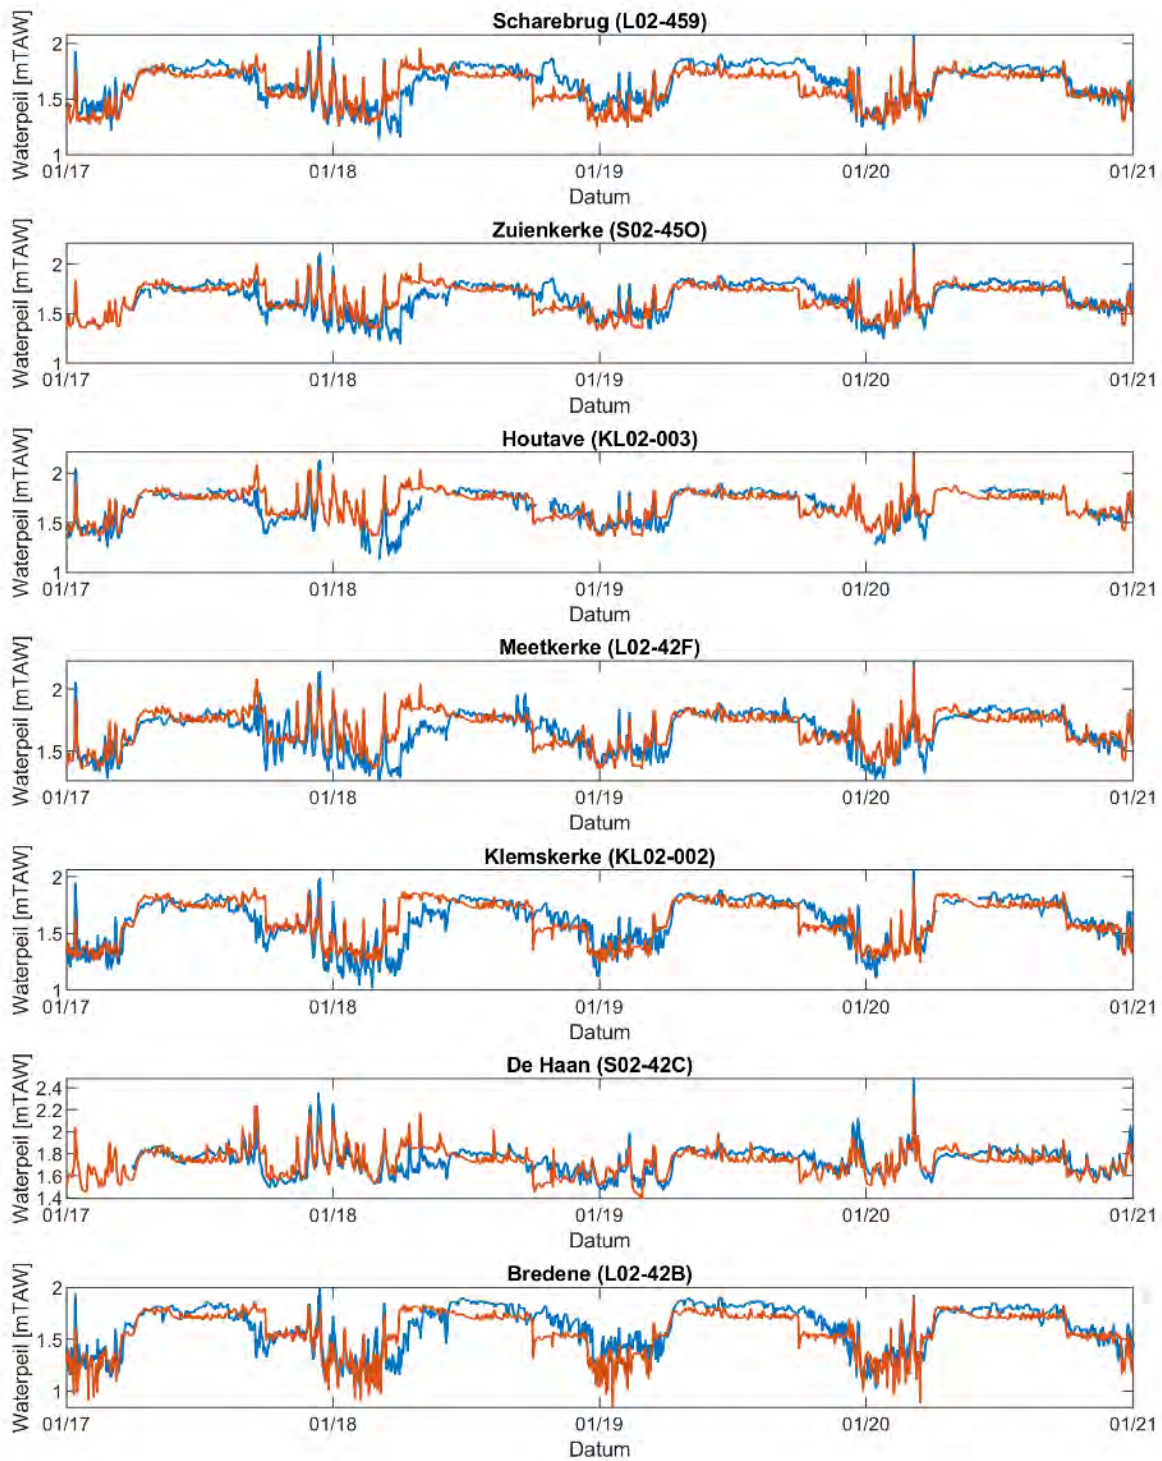 Scharebrug (L02-459)
Waterpeil [mTAW]
2
1.5
1
01/17 01/18 01/19 01/20 01/21
Datum
Zuienkerke (S02-45O)
Waterpeil [mTAW]
2
1.5
1
01/17 01/18 01/19 01/20 01/21
Datum
Houtave (KL02-003)
Waterpeil [mTAW]
2
1.5
1
01/17 01/18 01/19 01/20 01/21
Datum
Meetkerke (L02-42F)
Waterpeil [mTAW]
2
1.5
01/17 01/18 01/19 01/20 01/21
Datum
Klemskerke (KL02-002)
Waterpeil [mTAW]
2
1.5
1
01/17 01/18 01/19 01/20 01/21
Datum
De Haan (S02-42C)
Waterpeil [mTAW]
2.4
2.2
2
1.8
1.6
1.4
01/17 01/18 01/19 01/20 01/21
Datum
Bredene (L02-42B)
Waterpeil [mTAW]
2
1.5
1
01/17 01/18 01/19 01/20 01/21
Datum